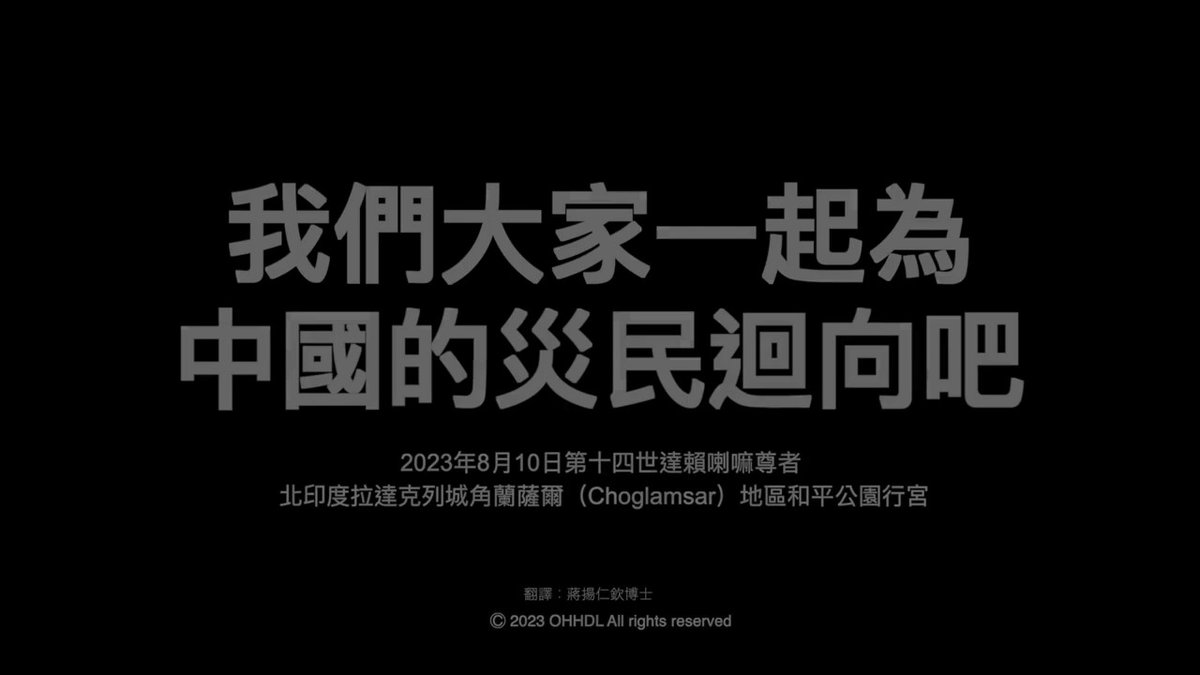 我們大家一起為
中國的災民迴向吧
2023年8月10日第十四世達賴喇嘛尊者
北印度拉達克列城角蘭薩爾（Choglamsar）地區和平公園行宮
翻譯：蔣揚仁欽博士
© 2023 OHHDL All rights reserved